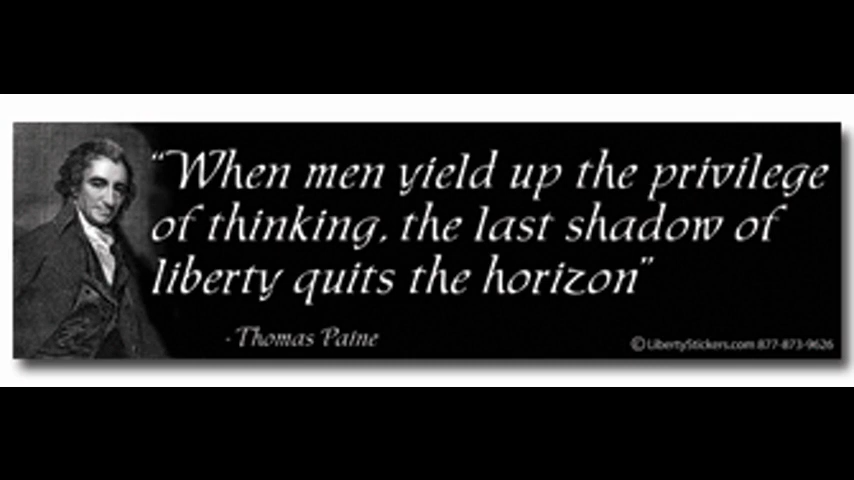 “When men yield up the privilege
of thinking, the last shadow of
liberty quits the horizon”
- Thomas Paine
©LibertyStickers.com 877-873-9626